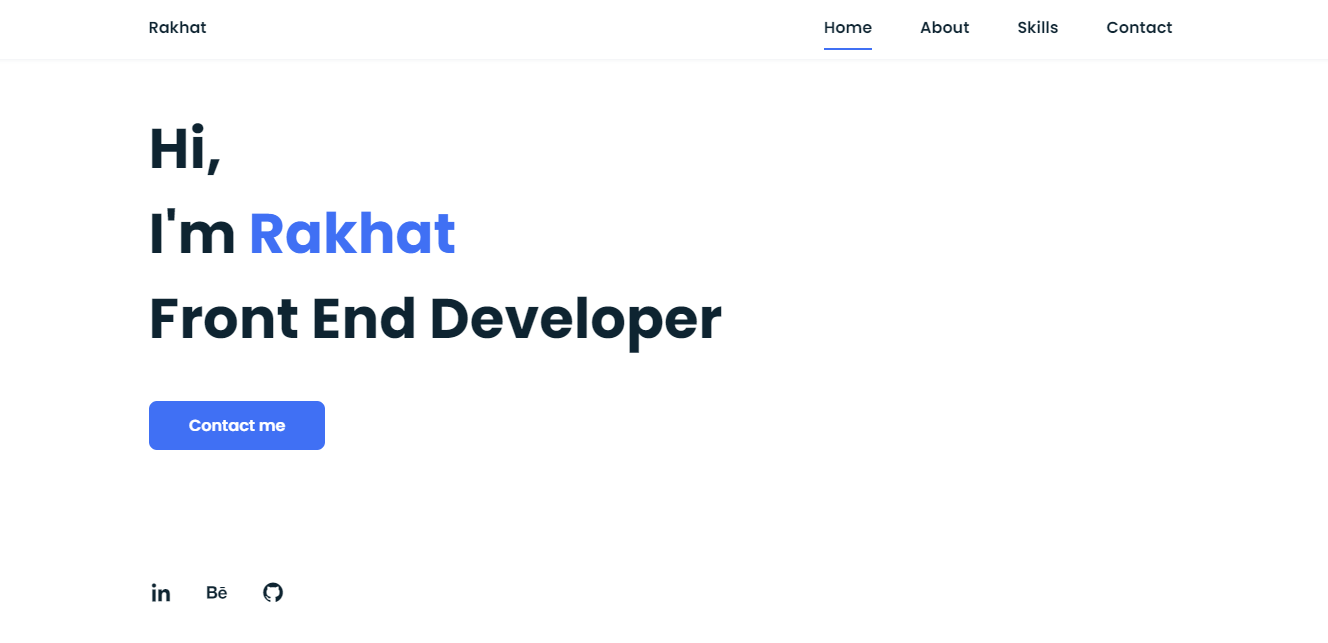 Rakhat
Home About Skills Contact
Hi,
I'm Rakhat
Front End Developer
Contact me
in Bē